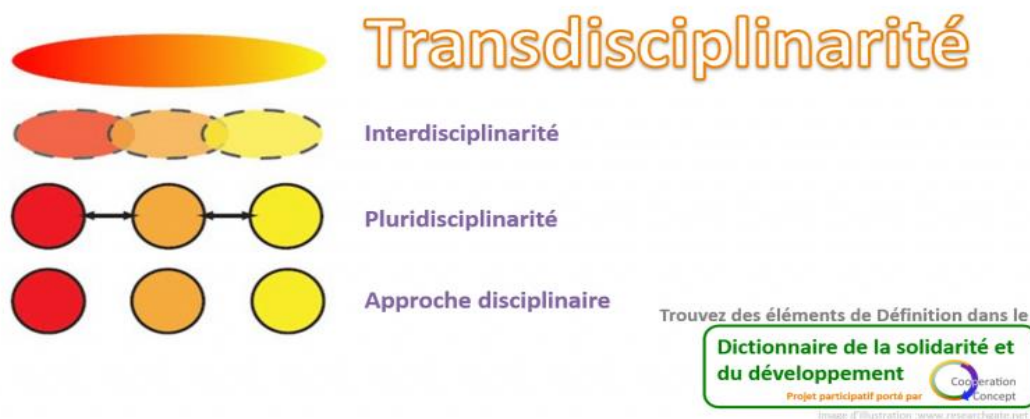 Transdisciplinarité
Interdisciplinarité
Pluridisciplinarité
Approche disciplinaire
Trouvez des éléments de Définition dans le
Dictionnaire de la solidarité et
du développement
Projet participatif porté par
Cooperation
Concept
Image d'illustration :www.researchgate.net